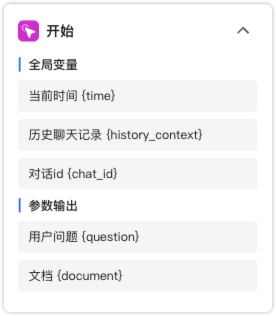 开始
全局变量
当前时间 {time}
历史聊天记录 {history_context}
对话id {chat_id}
参数输出
用户问题 {question}
文档 {document}